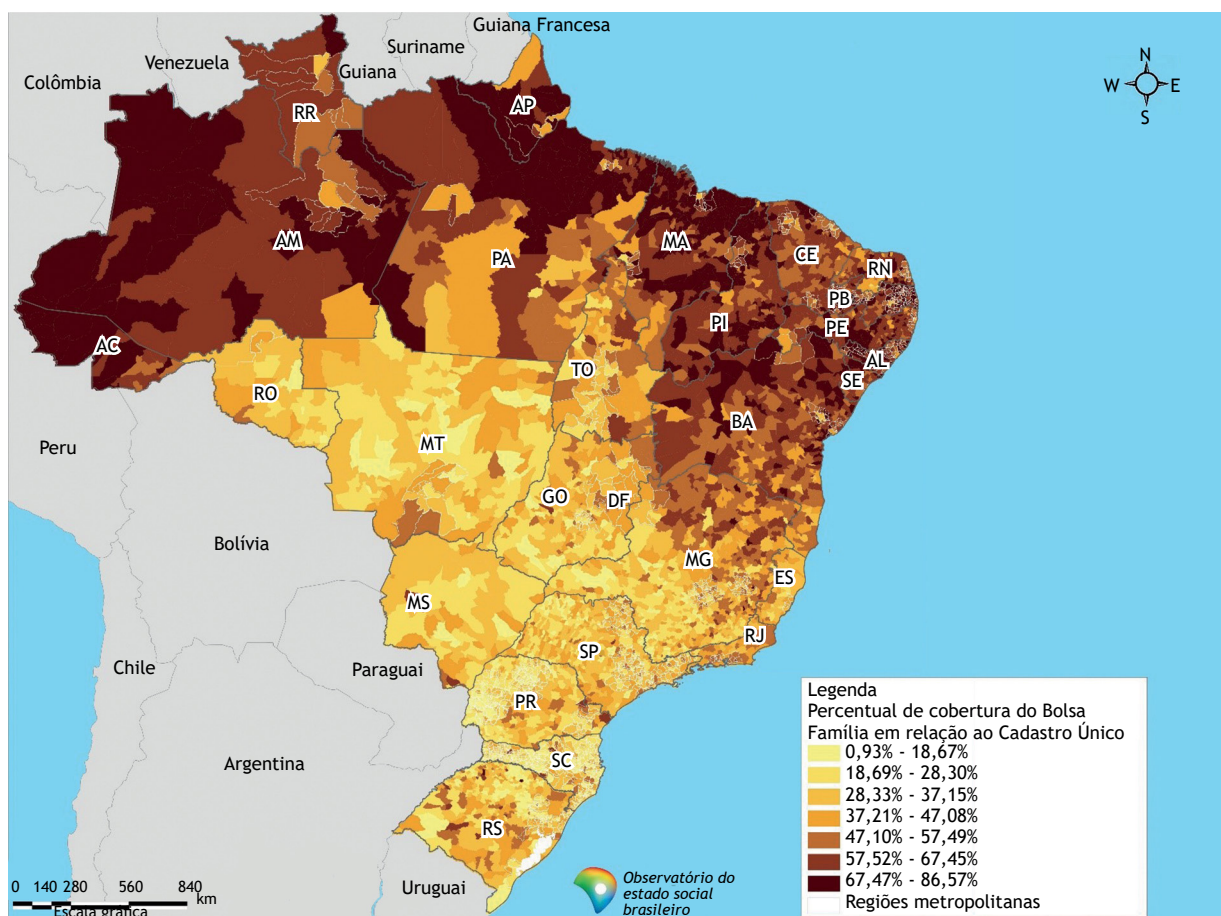 Guiana Francesa
Suriname
Venezuela
Guiana
Colômbia
N
W
E
S
RR
AP
AM
PA
MA
CE
RN
PB
PI
PE
AC
AL
SE
TO
RO
BA
MT
Peru
GO
DF
Bolívia
MG
ES
MS
RJ
SP
Chile
Paraguai
PR
SC
Argentina
RS
Uruguai
Legenda
Percentual de cobertura do Bolsa
Família em relação ao Cadastro Único
0,93% - 18,67%
18,69% - 28,30%
28,33% - 37,15%
37,21% - 47,08%
47,10% - 57,49%
57,52% - 67,45%
67,47% - 86,57%
Regiões metropolitanas
0 140 280 560 840
km
Escala gráfica
Observatório do
estado social
brasileiro